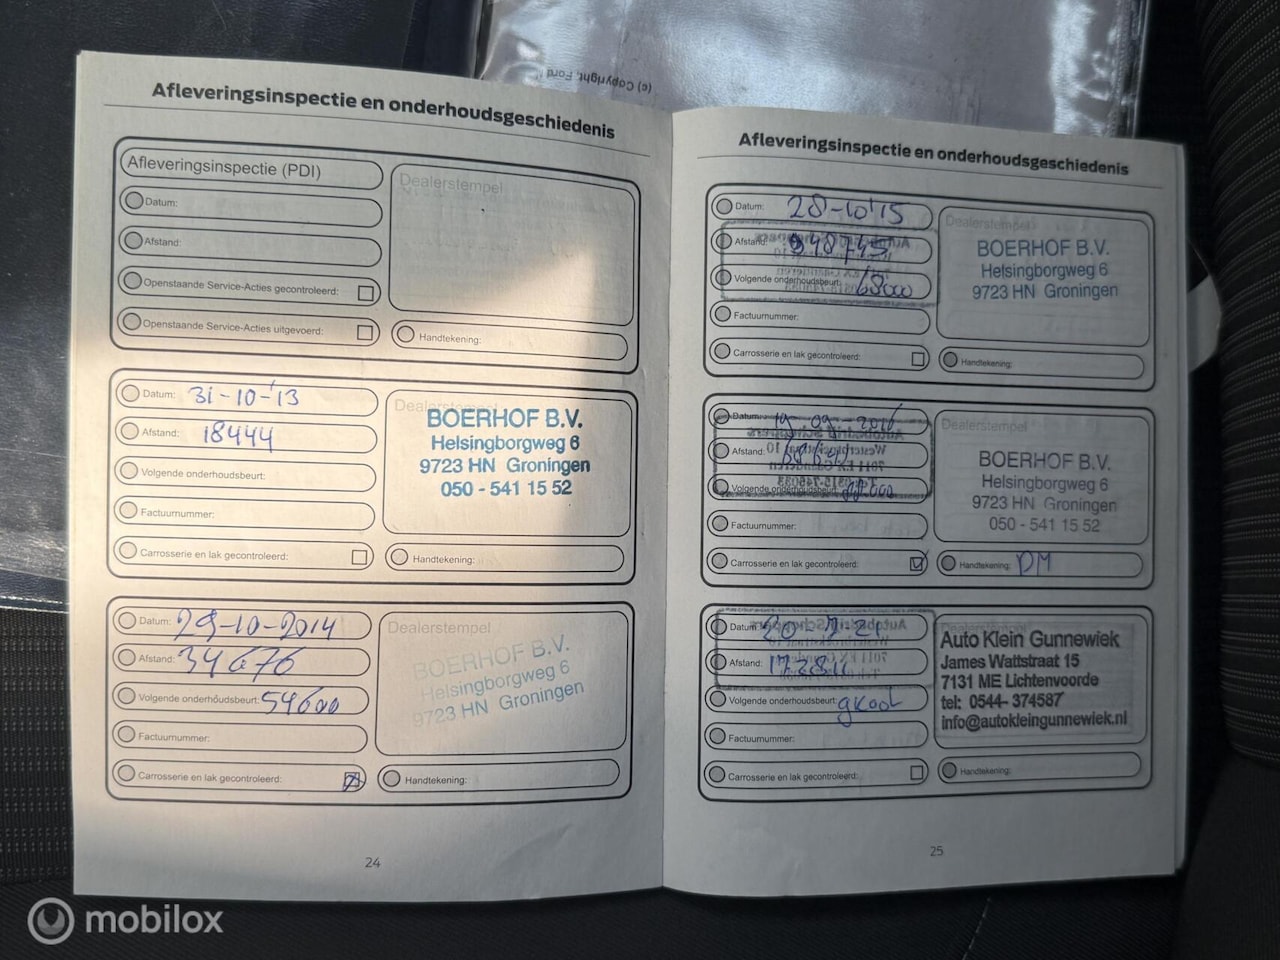 (c) Copyright, Ford
Afleveringsinspectie en onderhoudsgeschiedenis
Afleveringsinspectie (PDI)
Datum:
Afstand:
Openstaande Service-Acties gecontroleerd:
Openstaande Service-Acties uitgevoerd:
Dealerstempel
Handtekening:
Datum: 31-10-'13
Afstand: 18444
Volgende onderhoudsbeurt:
Factuurnummer:
Carrosserie en lak gecontroleerd:
BOERHOF B.V.
Helsingborgweg 6
9723 HN Groningen
050 - 541 15 52
Handtekening:
Datum: 29-10-2014
Afstand: 34676
Volgende onderhoudsbeurt: 54600
Factuurnummer:
Carrosserie en lak gecontroleerd:
Dealerstempel
BOERHOF B.V.
Helsingborgweg 6
9723 HN Groningen
Handtekening:
24
Afleveringsinspectie en onderhoudsgeschiedenis
Datum: 28-10'15
Afstand:
Volgende onderhoudsbeurt: 68000
Factuurnummer:
Carrosserie en lak gecontroleerd:
Dealerstempel
BOERHOF B.V.
Helsingborgweg 6
9723 HN Groningen
Handtekening:
Datum: 19-09-2016
Afstand:
Volgende onderhoudsbeurt:
Factuurnummer:
Carrosserie en lak gecontroleerd:
Dealerstempel
BOERHOF B.V.
Helsingborgweg 6
9723 HN Groningen
050 - 541 15 52
Handtekening: DM
Datum:
Afstand:
Volgende onderhoudsbeurt:
Factuurnummer:
Carrosserie en lak gecontroleerd:
Auto Klein Gunnewiek
James Wattstraat 15
7131 ME Lichtenvoorde
tel: 0544- 374587
info@autokleingunnewiek.nl
Handtekening:
25
mobilox